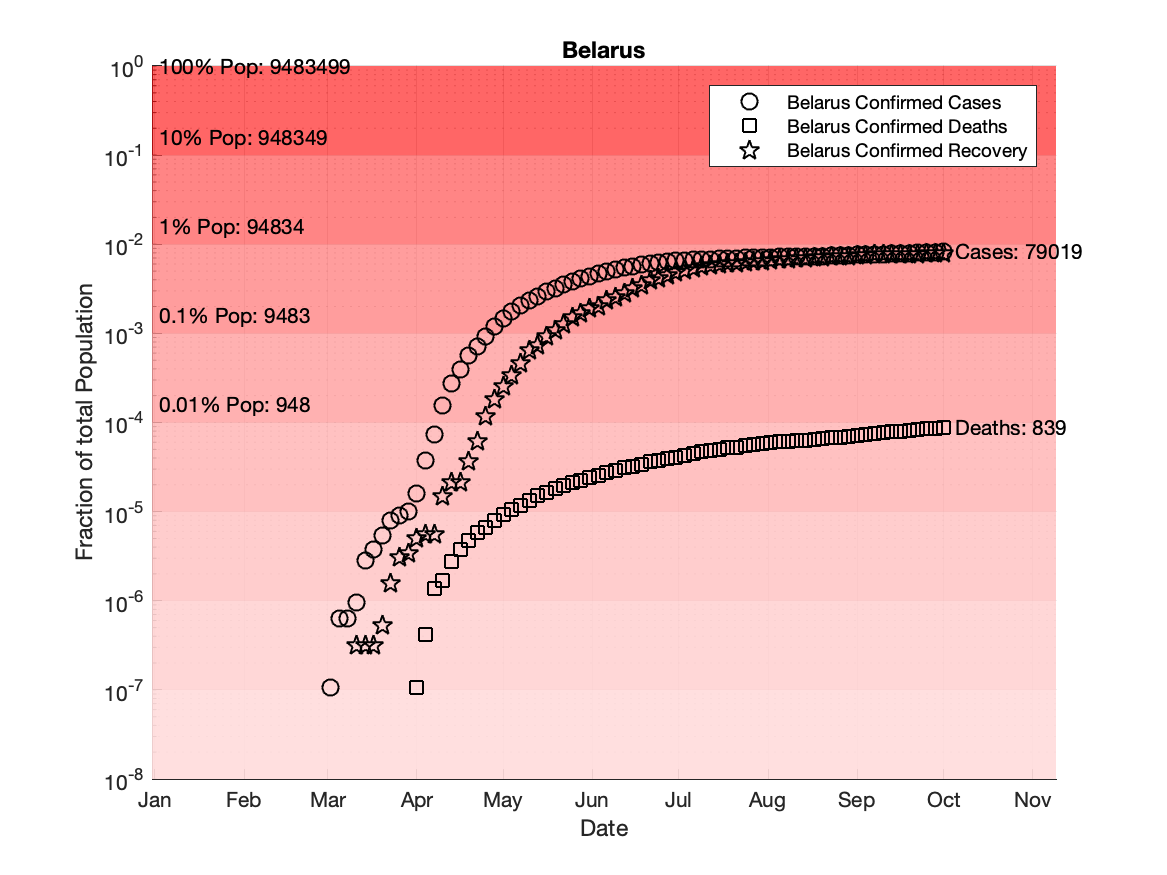 Belarus
10^0
10^-1
10^-2
10^-3
10^-4
10^-5
10^-6
10^-7
10^-8
Fraction of total Population
100% Pop: 9483499
10% Pop: 948349
1% Pop: 94834
0.1% Pop: 9483
0.01% Pop: 948
Belarus Confirmed Cases
Belarus Confirmed Deaths
Belarus Confirmed Recovery
Cases: 79019
Deaths: 839
Jan Feb Mar Apr May Jun Jul Aug Sep Oct Nov
Date